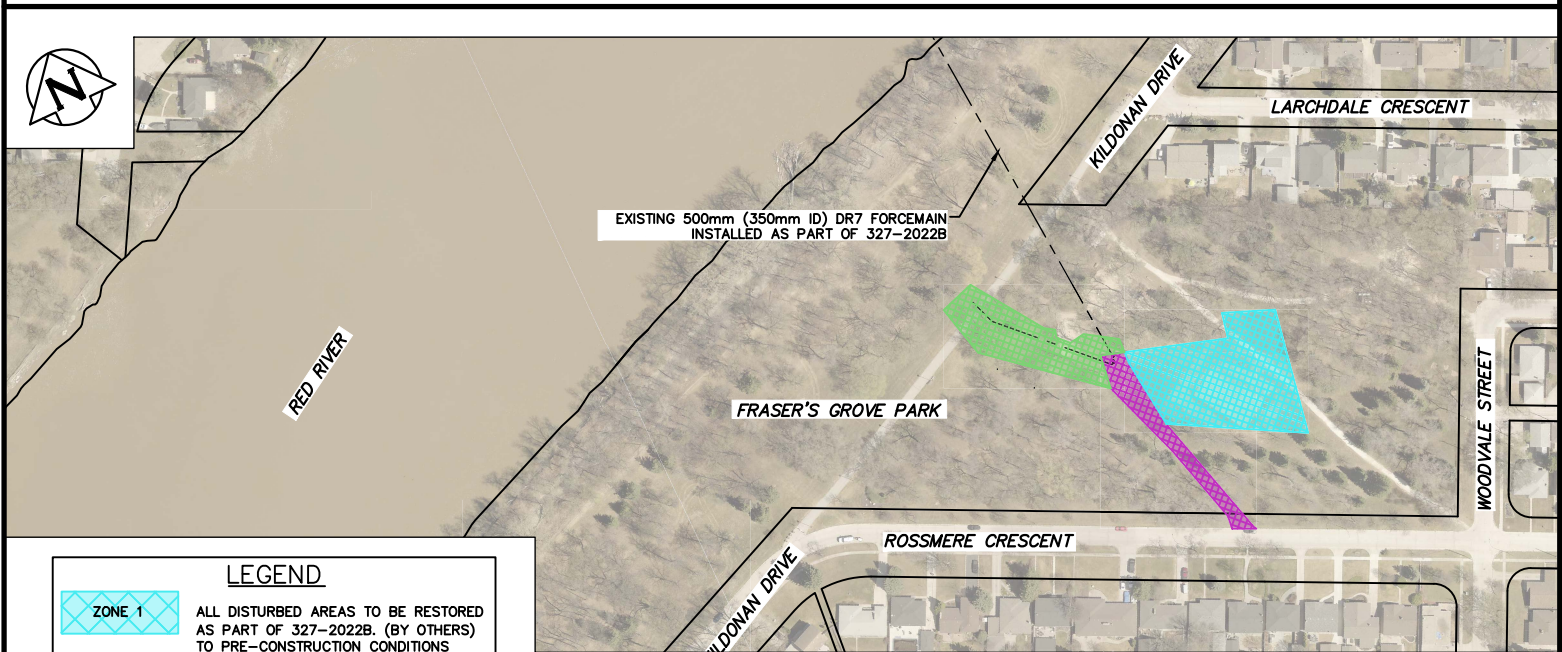 N
KILDONAN DRIVE
LARCHDALE CRESCENT
EXISTING 500mm (350mm ID) DR7 FORCEMAIN
INSTALLED AS PART OF 327-2022B
RED RIVER
FRASER'S GROVE PARK
WOODVALE STREET
ROSSMERE CRESCENT
KILDONAN DRIVE
LEGEND
ZONE 1
ALL DISTURBED AREAS TO BE RESTORED
AS PART OF 327-2022B. (BY OTHERS)
TO PRE-CONSTRUCTION CONDITIONS